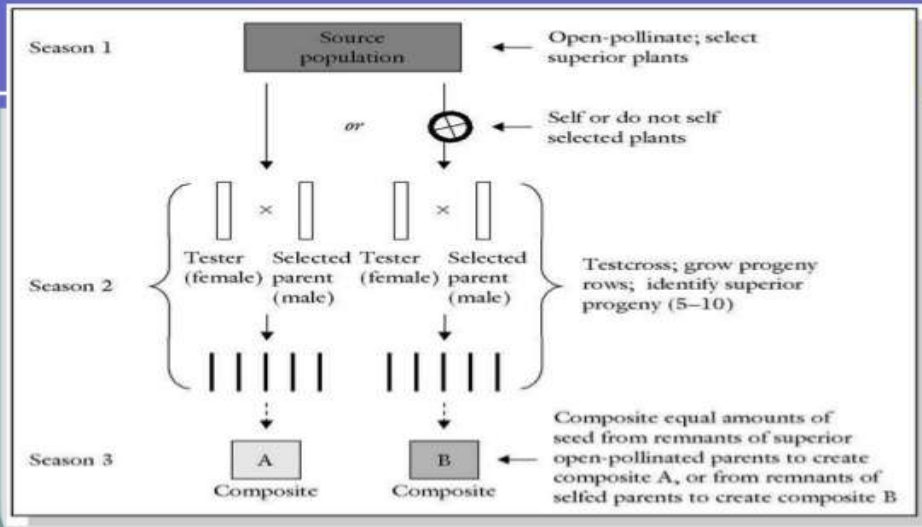 Season 1
Source
population
Open-pollinate; select
superior plants
or
Self or do not self
selected plants
Season 2
×
×
Tester
(female)
Selected
parent
(male)
Tester
(female)
Selected
parent
(male)
Testcross; grow progeny
rows; identify superior
progeny (5–10)
Season 3
A
Composite
B
Composite
Composite equal amounts of
seed from remnants of superior
open-pollinated parents to create
composite A, or from remnants of
selfed parents to create composite B